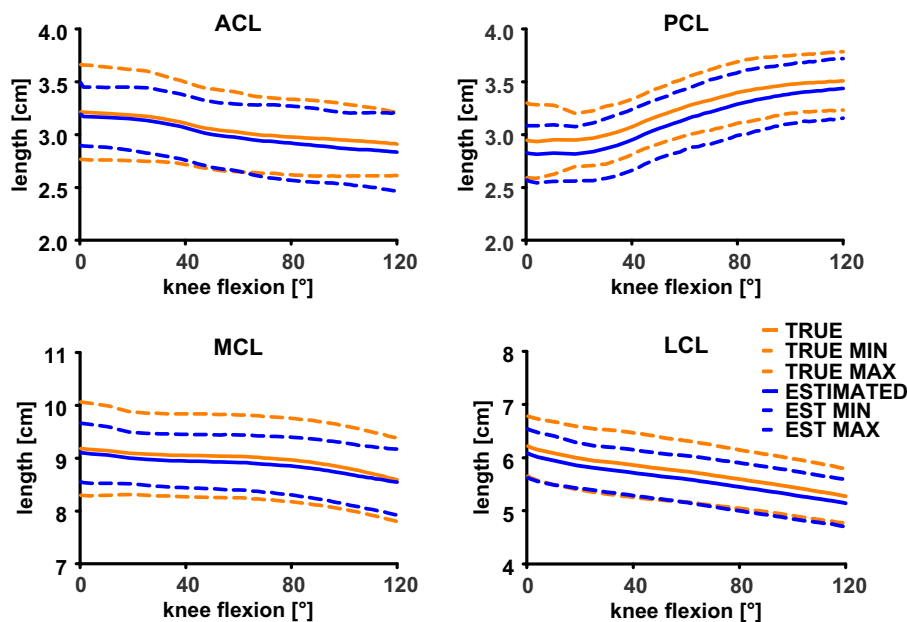 ACL
4.0
3.5
3.0
2.5
2.0
length [cm]
0 40 80 120
knee flexion [°]
PCL
4.0
3.5
3.0
2.5
2.0
length [cm]
0 40 80 120
knee flexion [°]
MCL
11
10
9
8
7
length [cm]
0 40 80 120
knee flexion [°]
LCL
8
7
6
5
4
length [cm]
0 40 80 120
knee flexion [°]
TRUE
TRUE MIN
TRUE MAX
ESTIMATED
EST MIN
EST MAX